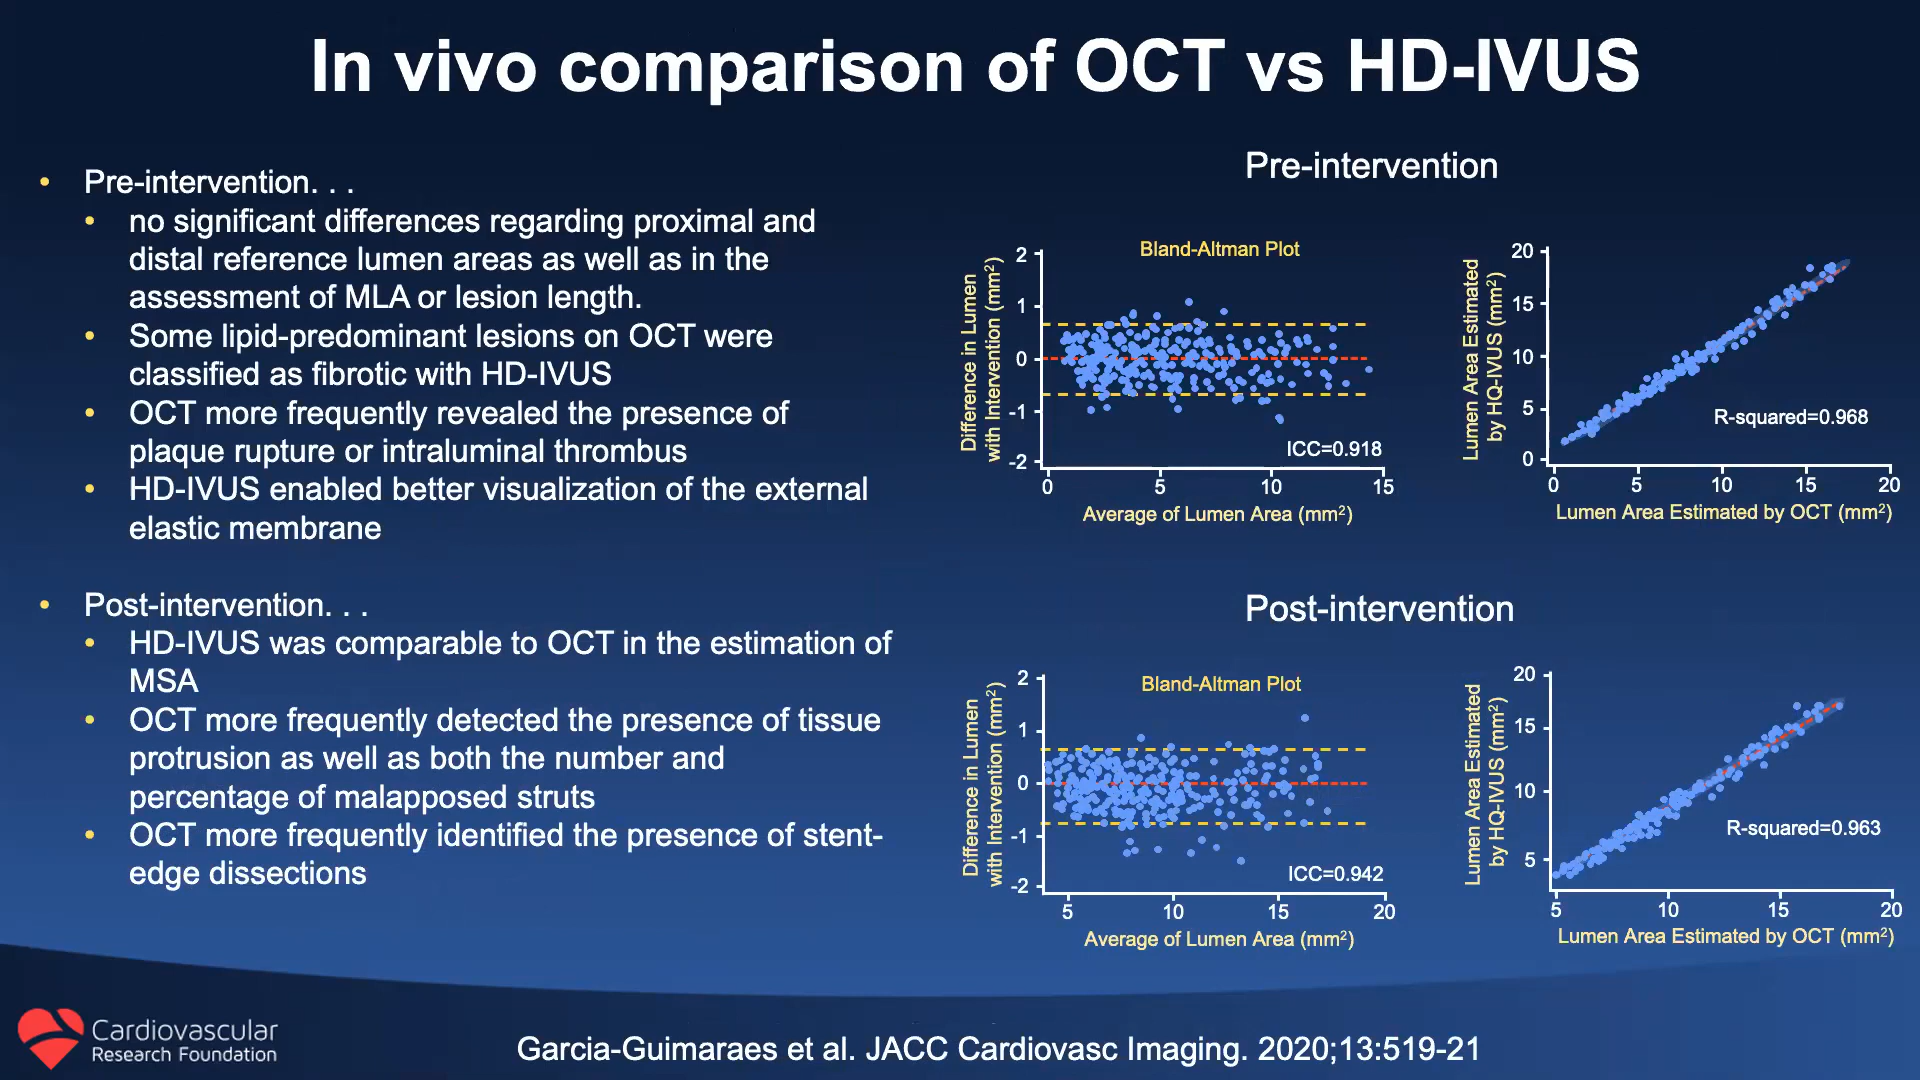 In vivo comparison of OCT vs HD-IVUS
• Pre-intervention. . .
• no significant differences regarding proximal and
distal reference lumen areas as well as in the
assessment of MLA or lesion length.
• Some lipid-predominant lesions on OCT were
classified as fibrotic with HD-IVUS
• OCT more frequently revealed the presence of
plaque rupture or intraluminal thrombus
• HD-IVUS enabled better visualization of the external
elastic membrane
• Post-intervention. . .
• HD-IVUS was comparable to OCT in the estimation of
MSA
• OCT more frequently detected the presence of tissue
protrusion as well as both the number and
percentage of malapposed struts
• OCT more frequently identified the presence of stent-
edge dissections
Pre-intervention
Bland-Altman Plot
Difference in Lumen
with Intervention (mm²)
2
1
0
-1
-2
ICC=0.918
0 5 10 15
Average of Lumen Area (mm²)
Lumen Area Estimated
by HQ-IVUS (mm²)
20
15
10
5
0
R-squared=0.968
0 5 10 15 20
Lumen Area Estimated by OCT (mm²)
Post-intervention
Bland-Altman Plot
Difference in Lumen
with Intervention (mm²)
2
1
0
-1
-2
ICC=0.942
5 10 15 20
Average of Lumen Area (mm²)
Lumen Area Estimated
by HQ-IVUS (mm²)
20
15
10
5
R-squared=0.963
5 10 15 20
Lumen Area Estimated by OCT (mm²)
Cardiovascular
Research Foundation
Garcia-Guimaraes et al. JACC Cardiovasc Imaging. 2020;13:519-21